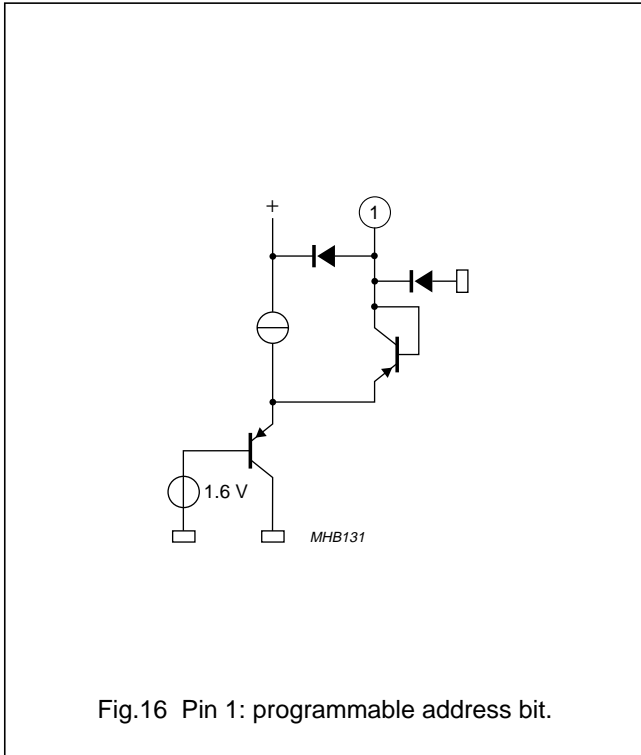 +
1
1.6 V
MHB131
Fig.16 Pin 1: programmable address bit.